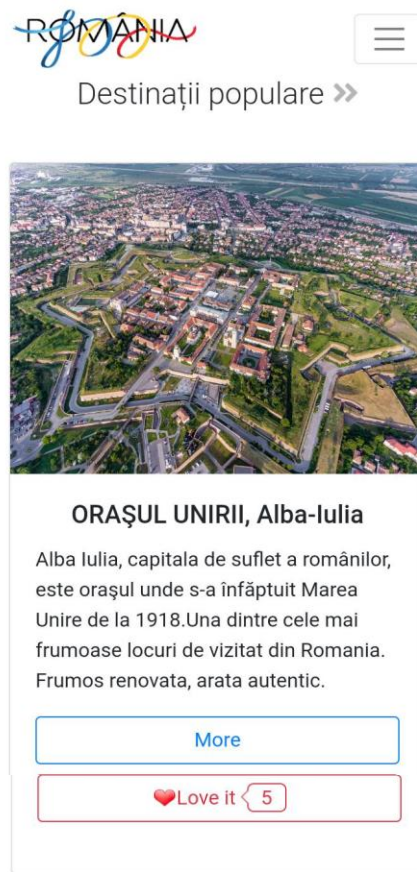 ROMÂNIA
Destinații populare »
ORAŞUL UNIRII, Alba-Iulia
Alba Iulia, capitala de suflet a românilor,
este oraşul unde s-a înfăptuit Marea
Unire de la 1918.Una dintre cele mai
frumoase locuri de vizitat din Romania.
Frumos renovata, arata autentic.
More
❤Love it 5